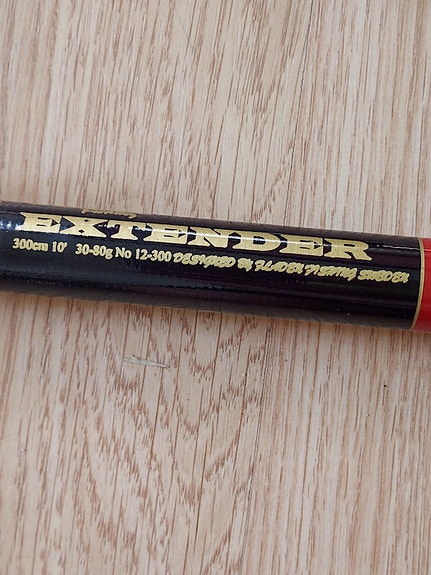 EXTENDER
300cm 10' 30-80g No 12-300 DESIGNED By FLADEN FISHING SWEDEN